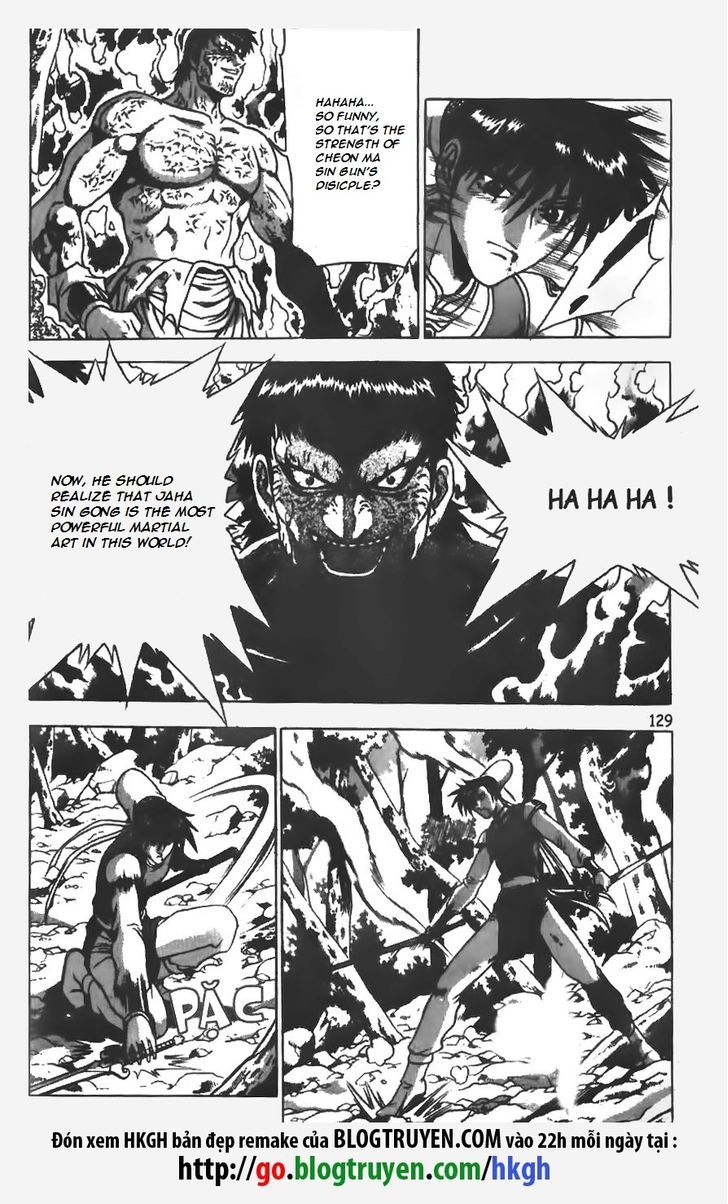 HAHAHA...
SO FUNNY,
SO THAT'S THE
STRENGTH OF
CHEON MA
SIN GUN'S
DISICPLE?
NOW, HE SHOULD
REALIZE THAT JAHA
SIN GONG IS THE MOST
POWERFUL MARTIAL
ART IN THIS WORLD!
HA HA HA !
129
PẶC
Đón xem HKGH bản đẹp remake của BLOGTRUYEN.COM vào 22h mỗi ngày tại :
http://go.blogtruyen.com/hkgh